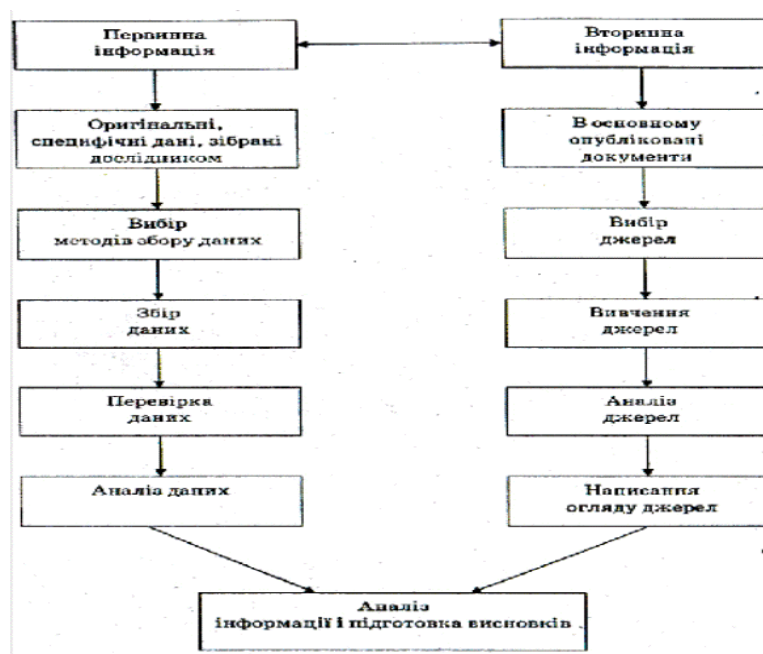 Первинна
інформація
Оригінальні,
специфічні дані, зібрані
дослідником
Вибір
методів збору даних
Збір
даних
Перевірка
даних
Аналіз даних
Вторинна
інформація
В основному
опубліковані
документи
Вибір
джерел
Вивчення
джерел
Аналіз
джерел
Написання
огляду джерел
Аналіз
інформації і підготовка висновків